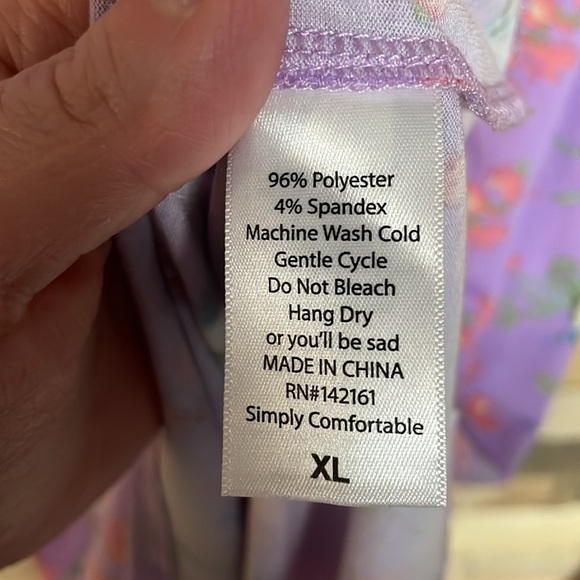 96% Polyester
4% Spandex
Machine Wash Cold
Gentle Cycle
Do Not Bleach
Hang Dry
or you'll be sad
MADE IN CHINA
RN#142161
Simply Comfortable
XL